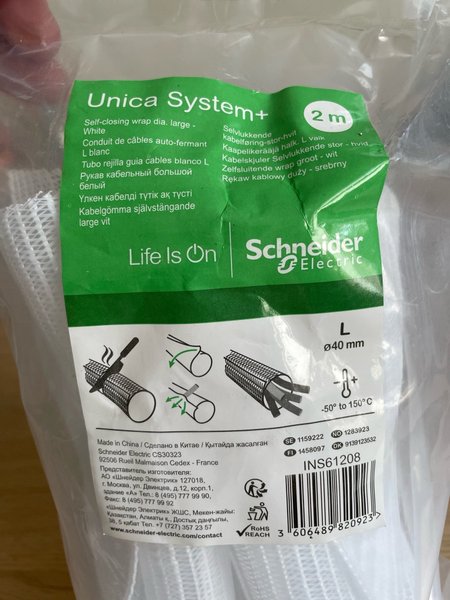 Unica System+
2 m
Self-closing wrap dia. large -
White
Conduit de câbles auto-fermant
L blanc
Tubo rejilla guia cables blanco L
Рукав кабельный большой
белый
Үлкен кабелді түтік ақ түсті
Kabelgömma självstängande
large vit
Selvlukkende
kabelføring-stor-hvit
Kaapelikerääjä halk. L valk
Kabelskjuler Selvlukkende stor - hvid
Zelfsluitende wrap groot - wit
Rękaw kablowy duży - srebrny
Life Is On
Schneider
Electric
L
ø40 mm
-50° to 150°C
Made in China / Сделано в Китае / Қытайда жасалған
Schneider Electric CS30323
92506 Rueil Malmaison Cedex - France
Представитель изготовителя:
АО «Шнейдер Электрик» 127018,
г. Москва, ул. Двинцев, д.12, корп.1,
здание «А» Тел.: 8 (495) 777 99 90,
Факс: 8 (495) 777 99 92
«Шнейдер Электрик» ЖШС, Мекен-жайы:
Қазақстан, Алматы қ., Достық даңғылы,
38, 5 қабат Тел.: +7 (727) 357 23 57
www.schneider-electric.com/contact
SE 1159222
NO 1283923
FI 1458097
DK 9139123532
INS61208
RoHS
REACH
3 606489 820923